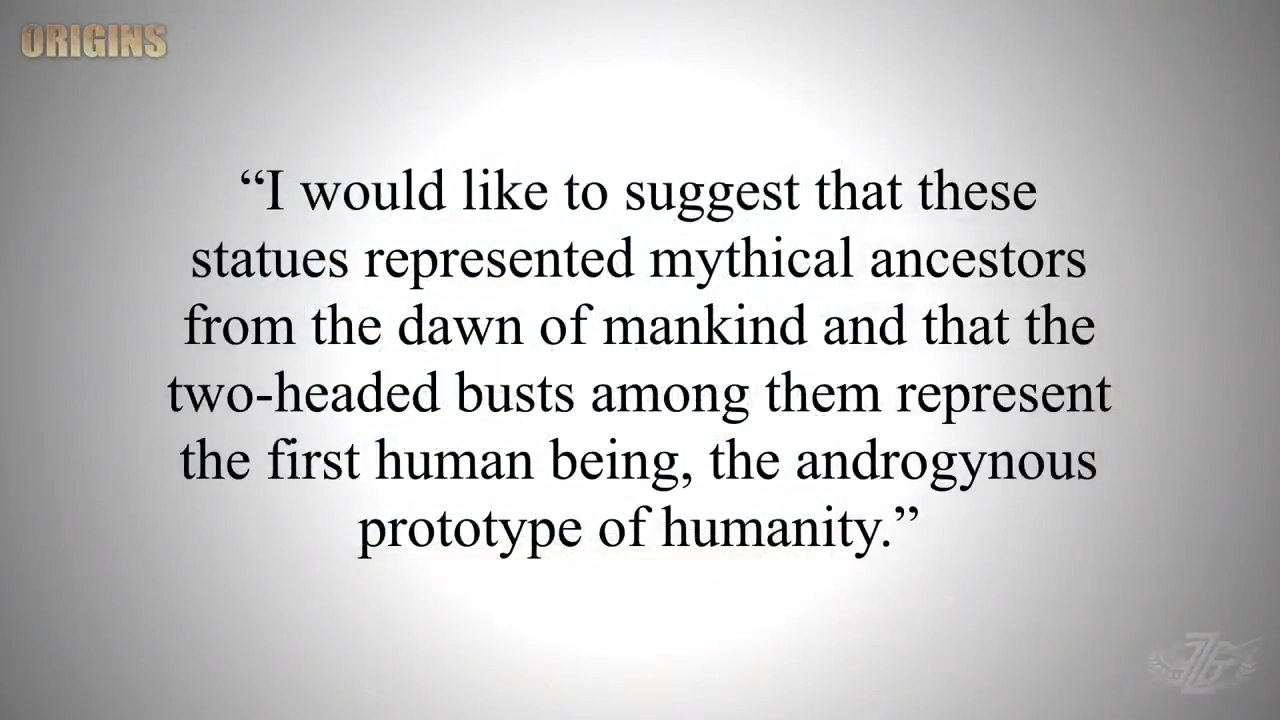 ORIGINS
“I would like to suggest that these
statues represented mythical ancestors
from the dawn of mankind and that the
two-headed busts among them represent
the first human being, the androgynous
prototype of humanity.”